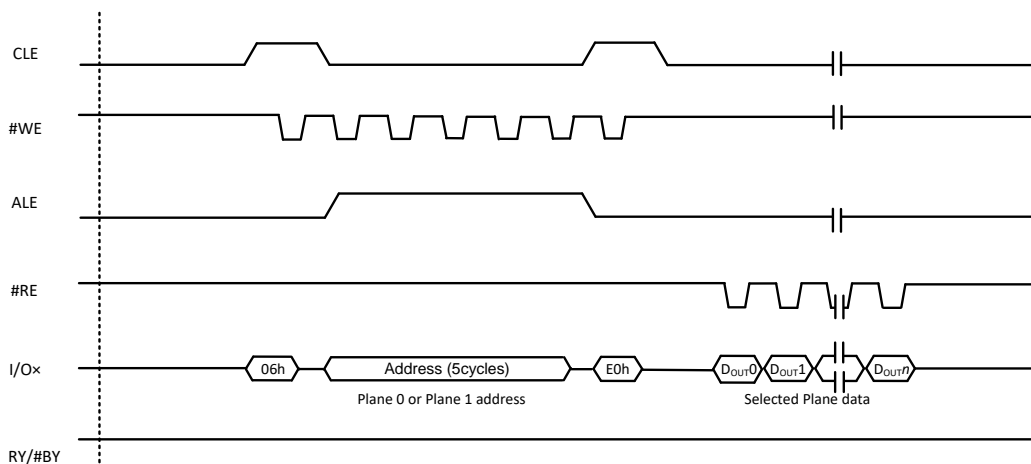 CLE
#WE
ALE
#RE
I/O×
06h
Address (5cycles)
E0h
DOUT0
DOUT1
DOUTn
Plane 0 or Plane 1 address
Selected Plane data
RY/#BY